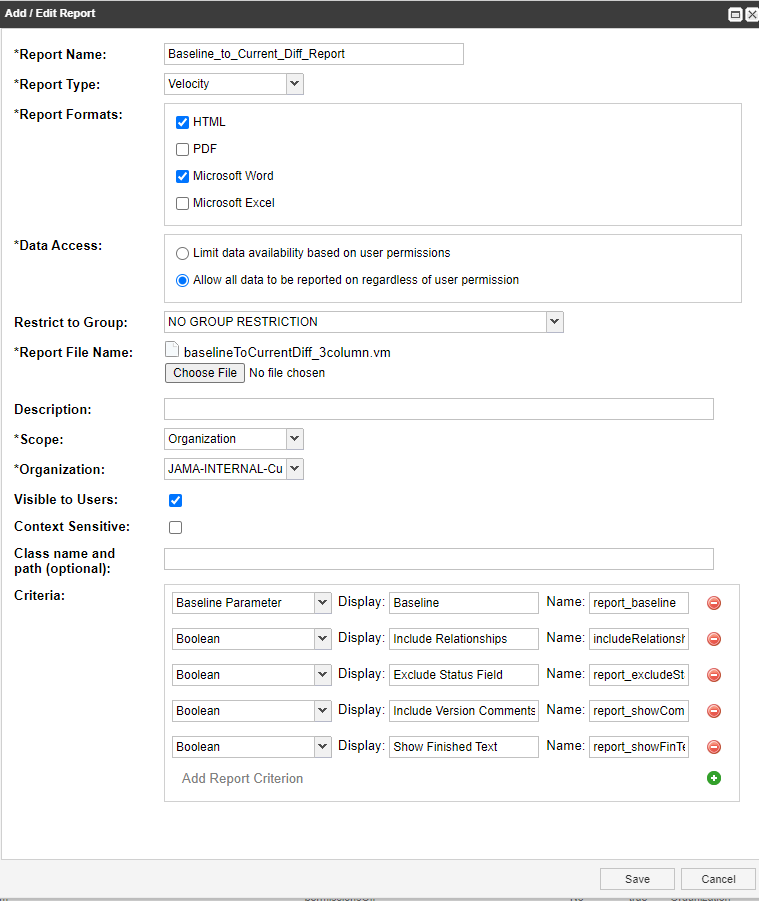 Add / Edit Report
*Report Name: Baseline_to_Current_Diff_Report
*Report Type: Velocity
*Report Formats:
HTML
PDF
Microsoft Word
Microsoft Excel
*Data Access:
Limit data availability based on user permissions
Allow all data to be reported on regardless of user permission
Restrict to Group: NO GROUP RESTRICTION
*Report File Name: baselineToCurrentDiff_3column.vm
Choose File No file chosen
Description:
*Scope: Organization
*Organization: JAMA-INTERNAL-Cu
Visible to Users:
Context Sensitive:
Class name and
path (optional):
Criteria:
Baseline Parameter Display: Baseline Name: report_baseline
Boolean Display: Include Relationships Name: includeRelationsh
Boolean Display: Exclude Status Field Name: report_excludeSt
Boolean Display: Include Version Comments Name: report_showCom
Boolean Display: Show Finished Text Name: report_showFinTe
Add Report Criterion
Save Cancel